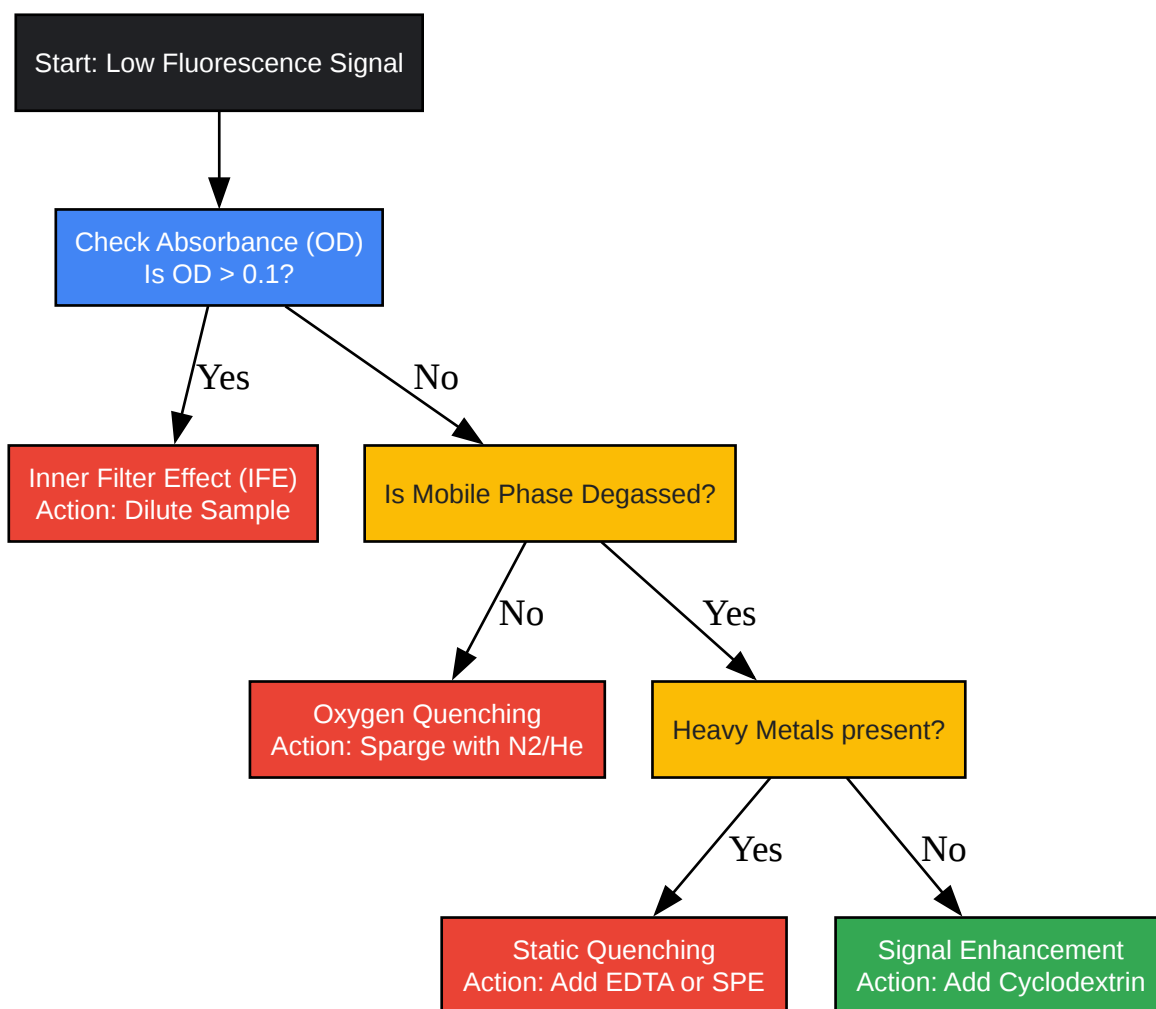 Start: Low Fluorescence Signal
Check Absorbance (OD)
Is OD > 0.1?
Yes
No
Inner Filter Effect (IFE)
Action: Dilute Sample
Is Mobile Phase Degassed?
No
Yes
Oxygen Quenching
Action: Sparge with N2/He
Heavy Metals present?
Yes
No
Static Quenching
Action: Add EDTA or SPE
Signal Enhancement
Action: Add Cyclodextrin